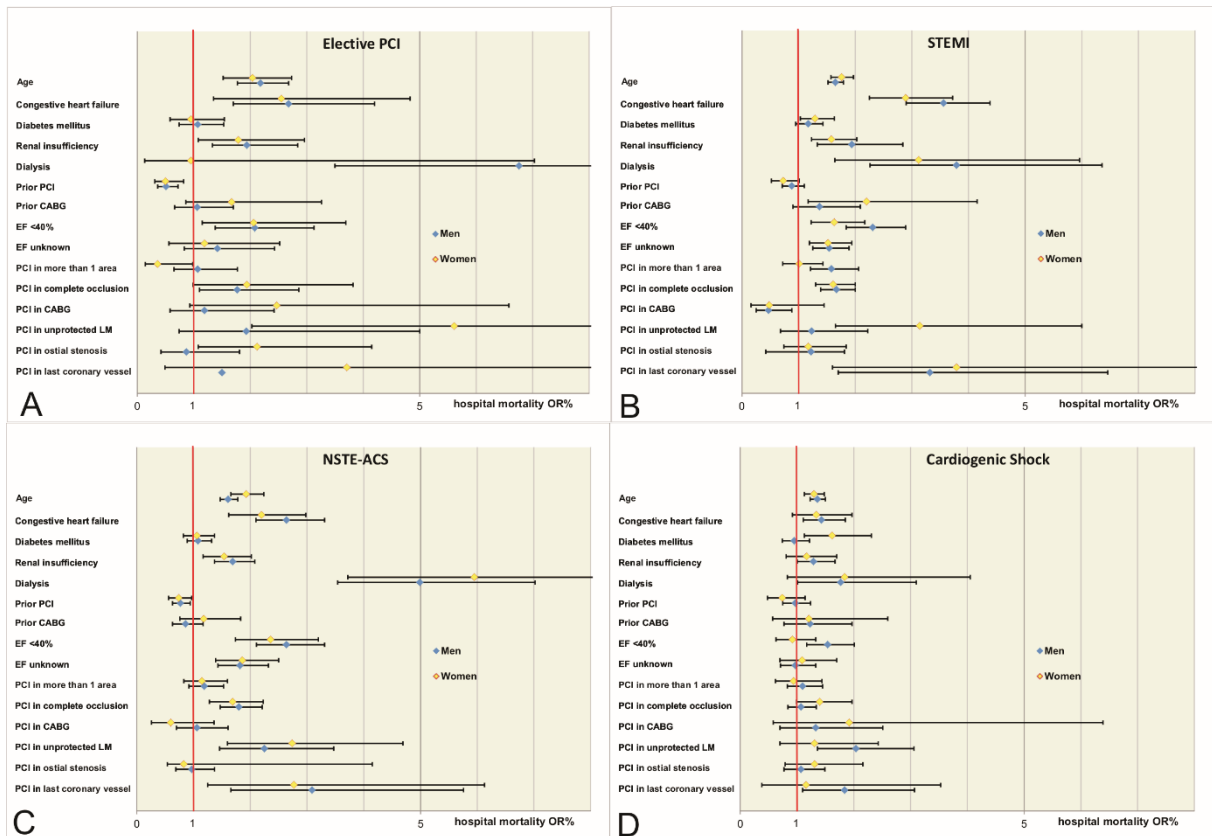 Elective PCI
Age
Congestive heart failure
Diabetes mellitus
Renal insufficiency
Dialysis
Prior PCI
Prior CABG
EF <40%
EF unknown
PCI in more than 1 area
PCI in complete occlusion
PCI in CABG
PCI in unprotected LM
PCI in ostial stenosis
PCI in last coronary vessel
Men
Women
A
0 1 5 hospital mortality OR%
STEMI
Age
Congestive heart failure
Diabetes mellitus
Renal insufficiency
Dialysis
Prior PCI
Prior CABG
EF <40%
EF unknown
PCI in more than 1 area
PCI in complete occlusion
PCI in CABG
PCI in unprotected LM
PCI in ostial stenosis
PCI in last coronary vessel
Men
Women
B
0 1 5 hospital mortality OR%
NSTE-ACS
Age
Congestive heart failure
Diabetes mellitus
Renal insufficiency
Dialysis
Prior PCI
Prior CABG
EF <40%
EF unknown
PCI in more than 1 area
PCI in complete occlusion
PCI in CABG
PCI in unprotected LM
PCI in ostial stenosis
PCI in last coronary vessel
Men
Women
C
0 1 5 hospital mortality OR%
Cardiogenic Shock
Age
Congestive heart failure
Diabetes mellitus
Renal insufficiency
Dialysis
Prior PCI
Prior CABG
EF <40%
EF unknown
PCI in more than 1 area
PCI in complete occlusion
PCI in CABG
PCI in unprotected LM
PCI in ostial stenosis
PCI in last coronary vessel
Men
Women
D
0 1 5 hospital mortality OR%